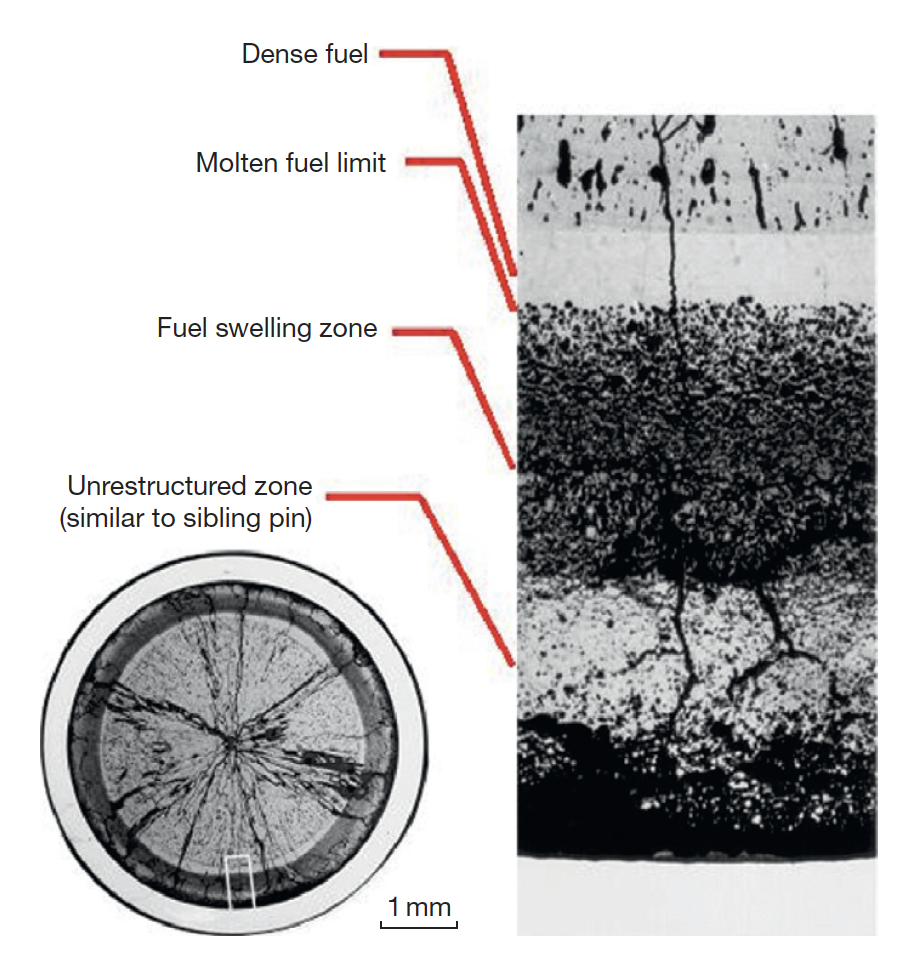 Dense fuel
Molten fuel limit
Fuel swelling zone
Unrestructured zone
(similar to sibling pin)
1 mm